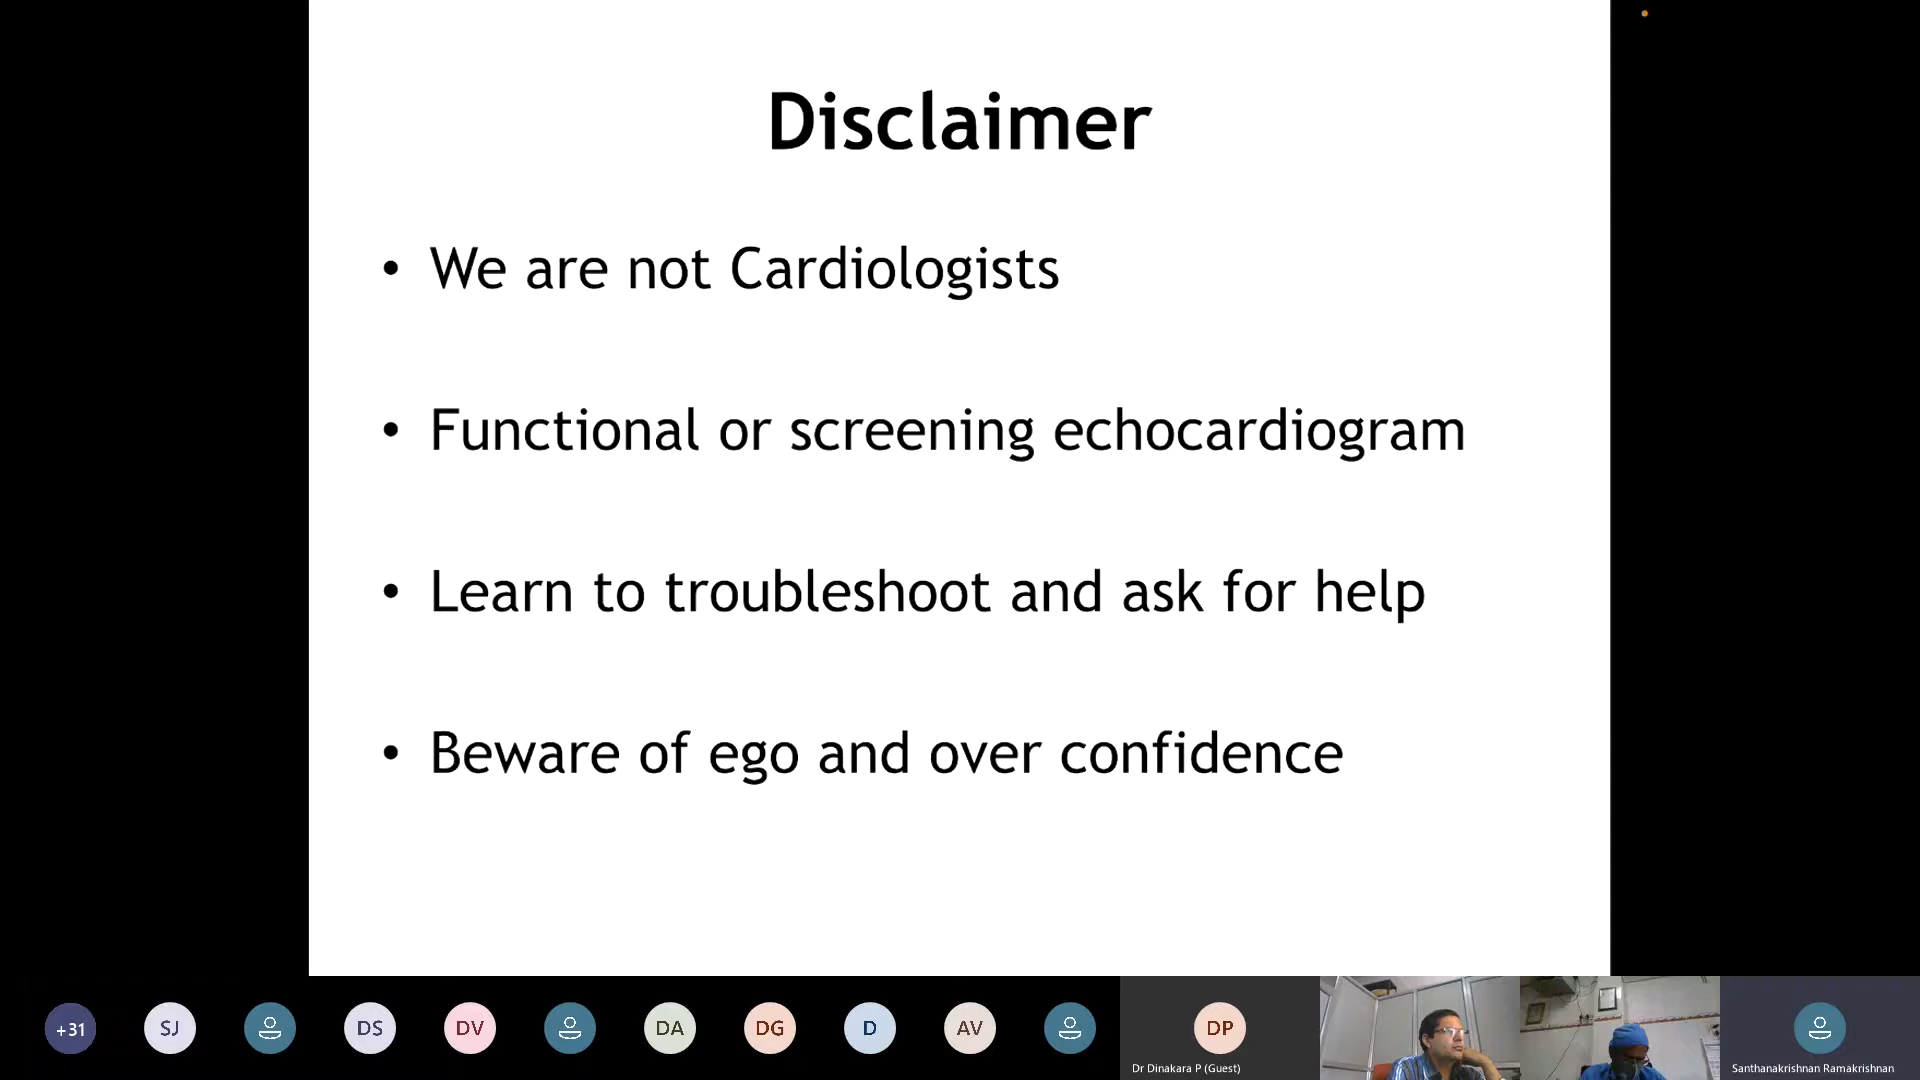 Disclaimer
• We are not Cardiologists
• Functional or screening echocardiogram
• Learn to troubleshoot and ask for help
• Beware of ego and over confidence
+31
SJ
DS
DV
DA
DG
D
AV
DP
Dr Dinakara P (Guest)
Santhanakrishnan Ramakrishnan